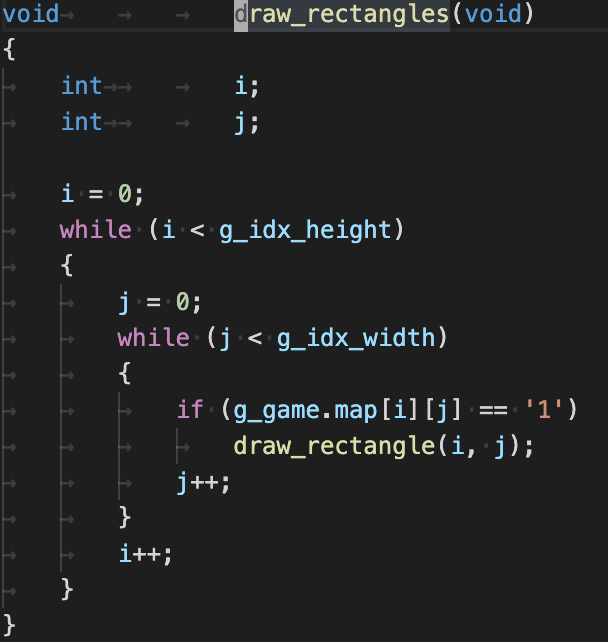 void				draw_rectangles(void)
{
	int			i;
	int			j;

	i = 0;
	while (i < g_idx_height)
	{
		j = 0;
		while (j < g_idx_width)
		{
			if (g_game.map[i][j] == '1')
				draw_rectangle(i, j);
			j++;
		}
		i++;
	}
}